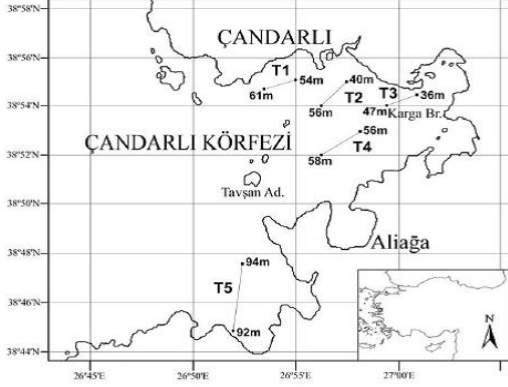 38°58'N
38°56'N
ÇANDARLI
T1
54m
40m
61m
T2
T3
36m
38°54'N
56m
47m
Karga Br.
ÇANDARLI KÖRFEZİ
56m
T4
38°52'N
58m
Tavşan Ad.
38°50'N
Aliağa
38°48'N
94m
T5
38°46'N
N
92m
38°44'N
26°45'E
26°50'E
26°55'E
27°00'E